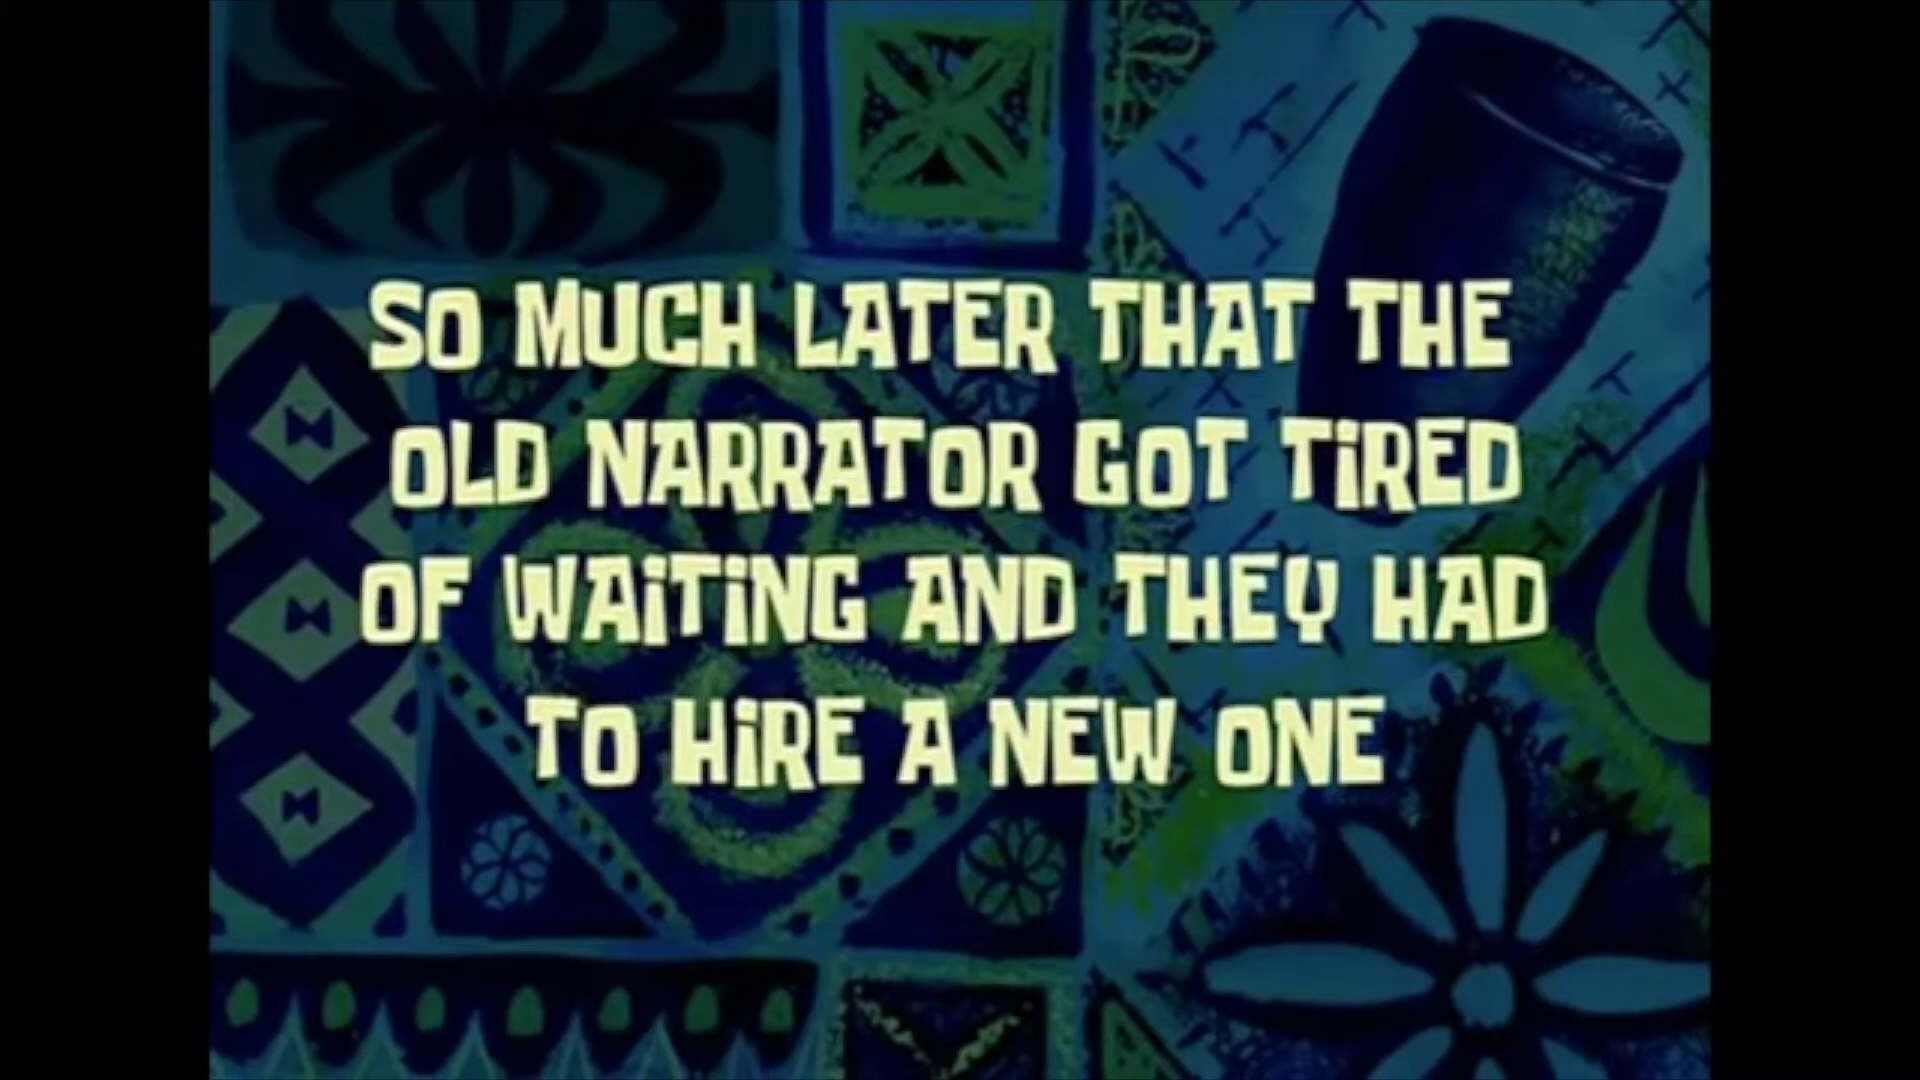 SO MUCH LATER THAT THE
OLD NARRATOR GOT TiRED
OF WAiTiNG AND THEY HAD
TO HiRE A NEW ONE